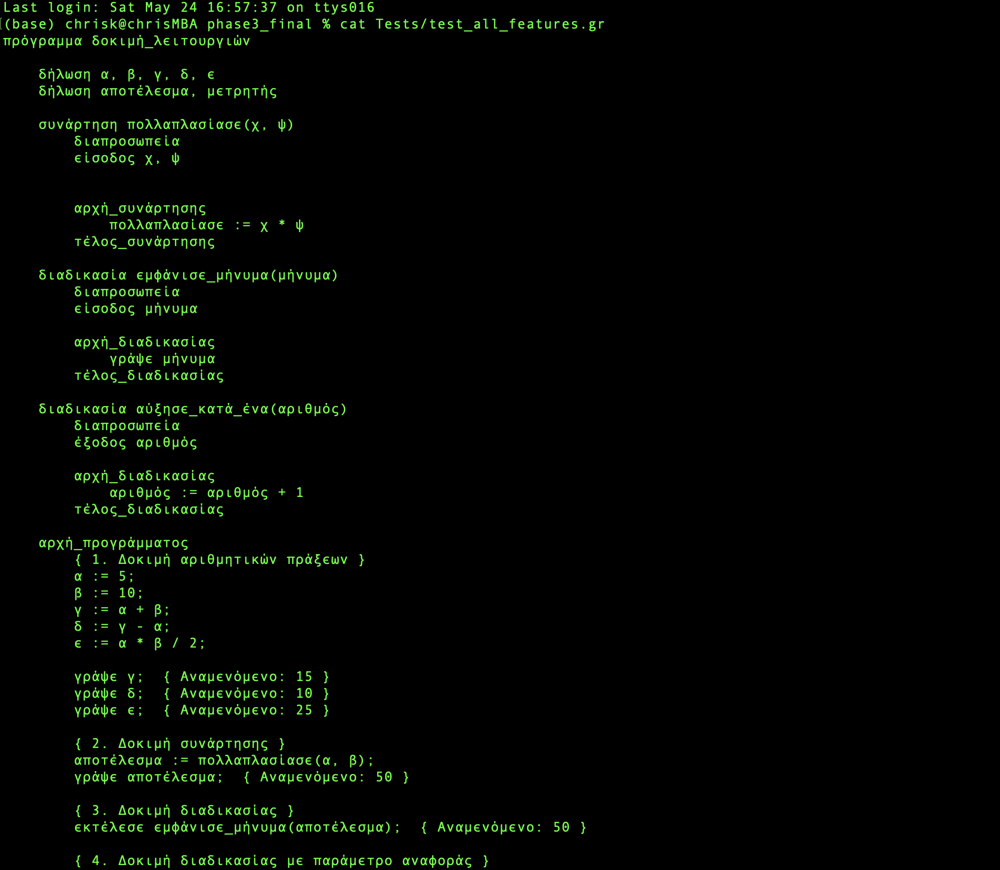 Last login: Sat May 24 16:57:37 on ttys016
(base) chrisk@chrisMBA phase3_final % cat Tests/test_all_features.gr
πρόγραμμα δοκιμή_λειτουργιών
δήλωση α, β, γ, δ, ε
δήλωση αποτέλεσμα, μετρητής
συνάρτηση πολλαπλασίασε(χ, ψ)
διαπροσωπεία
είσοδος χ, ψ
αρχή_συνάρτησης
πολλαπλασίασε := χ * ψ
τέλος_συνάρτησης
διαδικασία εμφάνισε_μήνυμα(μήνυμα)
διαπροσωπεία
είσοδος μήνυμα
αρχή_διαδικασίας
γράψε μήνυμα
τέλος_διαδικασίας
διαδικασία αύξησε_κατά_ένα(αριθμός)
διαπροσωπεία
έξοδος αριθμός
αρχή_διαδικασίας
αριθμός := αριθμός + 1
τέλος_διαδικασίας
αρχή_προγράμματος
{ 1. Δοκιμή αριθμητικών πράξεων }
α := 5;
β := 10;
γ := α + β;
δ := γ - α;
ε := α * β / 2;
γράψε γ;  { Αναμενόμενο: 15 }
γράψε δ;  { Αναμενόμενο: 10 }
γράψε ε;  { Αναμενόμενο: 25 }
{ 2. Δοκιμή συνάρτησης }
αποτέλεσμα := πολλαπλασίασε(α, β);
γράψε αποτέλεσμα;  { Αναμενόμενο: 50 }
{ 3. Δοκιμή διαδικασίας }
εκτέλεσε εμφάνισε_μήνυμα(αποτέλεσμα);  { Αναμενόμενο: 50 }
{ 4. Δοκιμή διαδικασίας με παράμετρο αναφοράς }